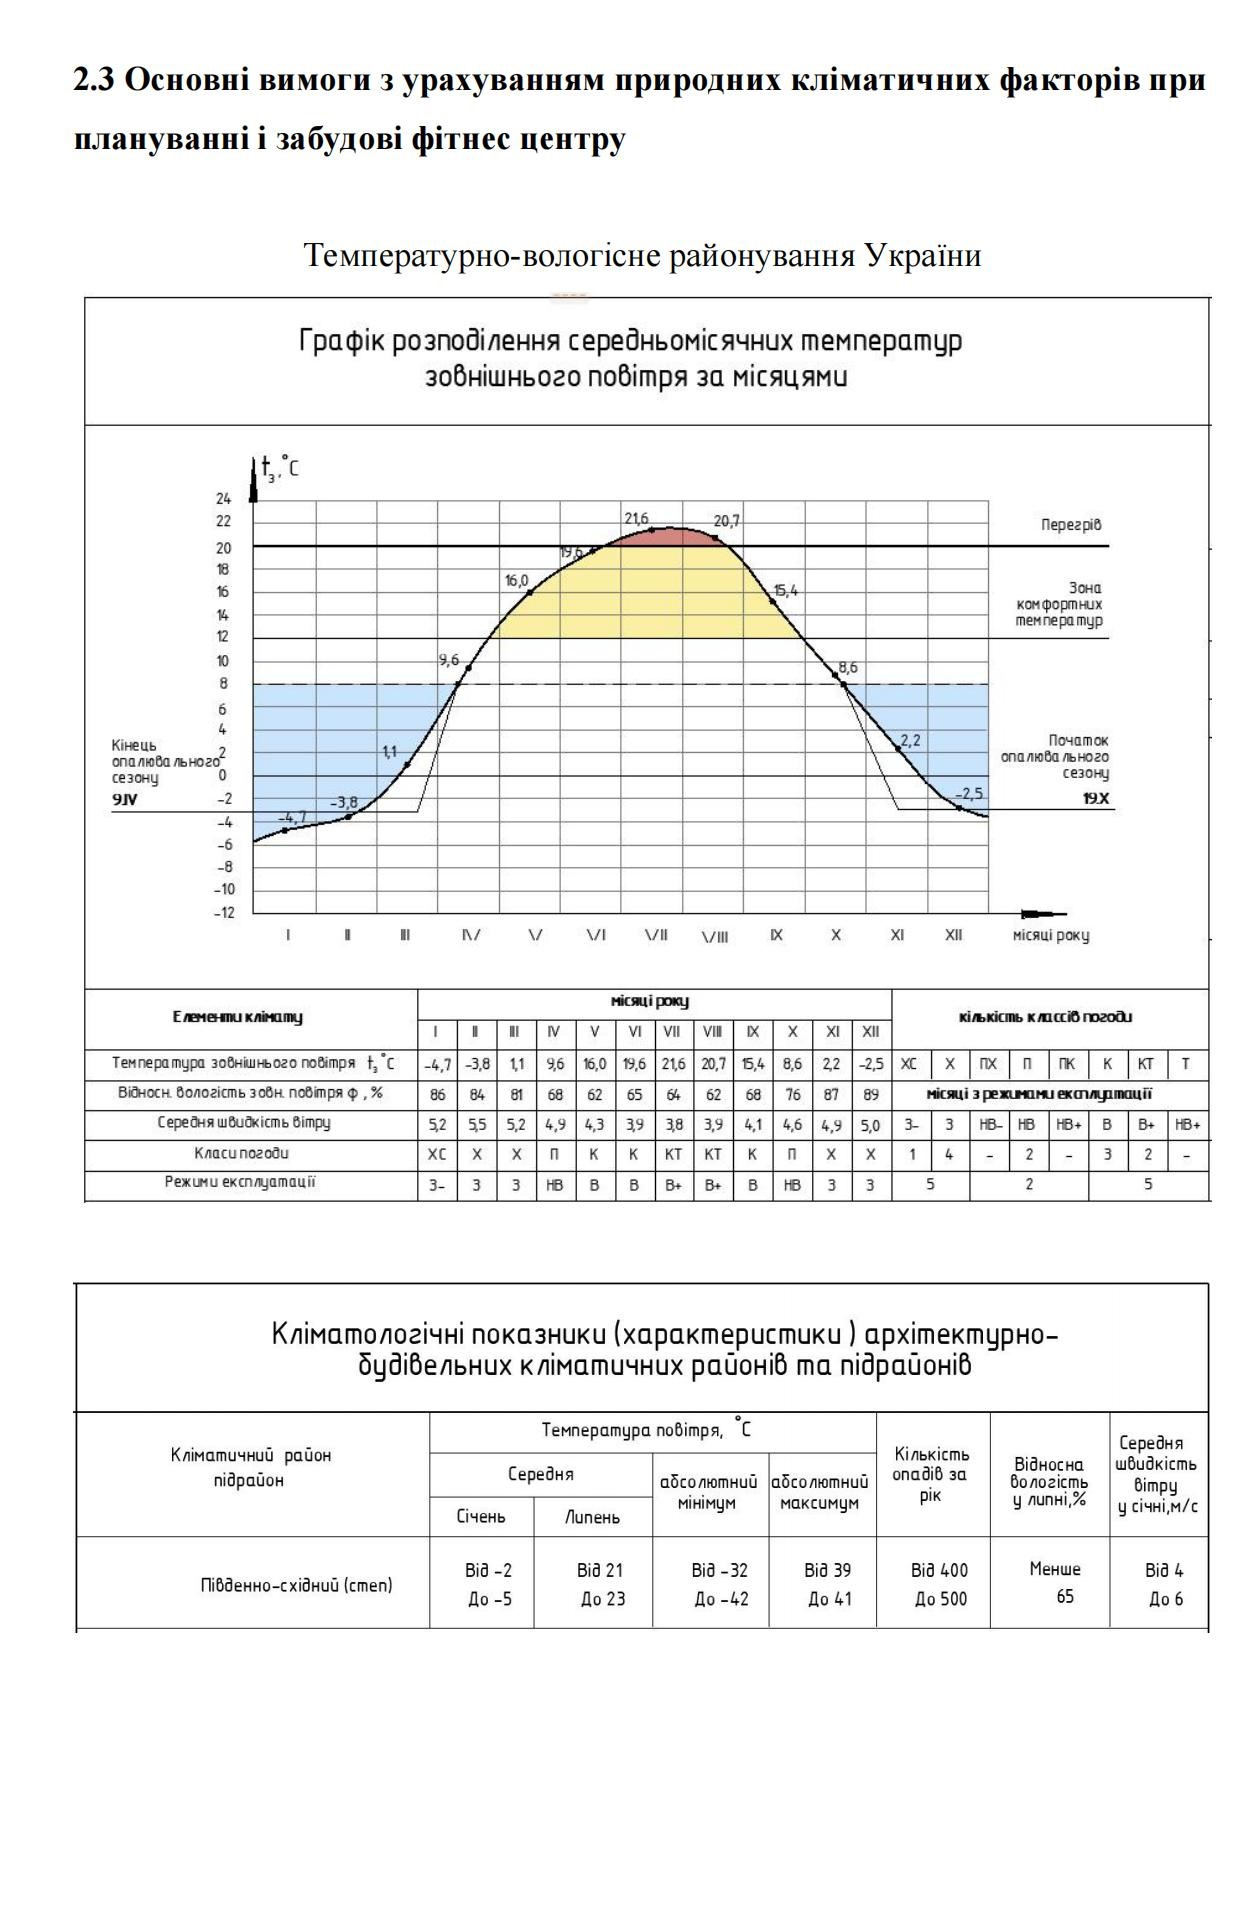 2.3 Основні вимоги з урахуванням природних кліматичних факторів при
плануванні і забудові фітнес центру
Температурно-вологісне районування України
Графік розподілення середньомісячних температур
зовнішнього повітря за місяцями
tз,°C
24
22
20
18
16
14
12
10
8
6
4
2
0
-2
-4
-6
-8
-10
-12
-4,7
-3,8
1,1
9,6
16,0
19,6
21,6
20,7
15,4
8,6
2,2
-2,5
Перегрів
Зона
комфортних
температур
Кінець
опалювального
сезону
9.IV
Початок
опалювального
сезону
19.X
I II III IV V VI VII VIII IX X XI XII місяці року
Елементи клімату місяці року кількість классів погоди
I II III IV V VI VII VIII IX X XI XII
Температура зовнішнього повітря tз°C -4,7 -3,8 1,1 9,6 16,0 19,6 21,6 20,7 15,4 8,6 2,2 -2,5 ХС Х ПХ П ПК К КТ Т
Відносн. вологість зовн. повітря φ, % 86 84 81 68 62 65 64 62 68 76 87 89 місяці з режимами експлуатації
Середня швидкість вітру 5,2 5,5 5,2 4,9 4,3 3,9 3,8 3,9 4,1 4,6 4,9 5,0 З- З НВ- НВ НВ+ В В+ НВ+
Класи погоди ХС Х Х П К К КТ КТ К П Х Х 1 4 - 2 - 3 2 -
Режими експлуатації З- З З НВ В В В+ В+ В НВ З З 5 2 5
Кліматологічні показники (характеристики ) архітектурно-
будівельних кліматичних районів та підрайонів
Кліматичний район
підрайон
Температура повітря, °C
Середня
Січень
Липень
абсолютний
мінімум
абсолютний
максимум
Кількість
опадів за
рік
Відносна
вологість
у липні,%
Середня
швидкість
вітру
у січні,м/с
Південно-східний (степ)
Від -2
До -5
Від 21
До 23
Від -32
До -42
Від 39
До 41
Від 400
До 500
Менше
65
Від 4
До 6